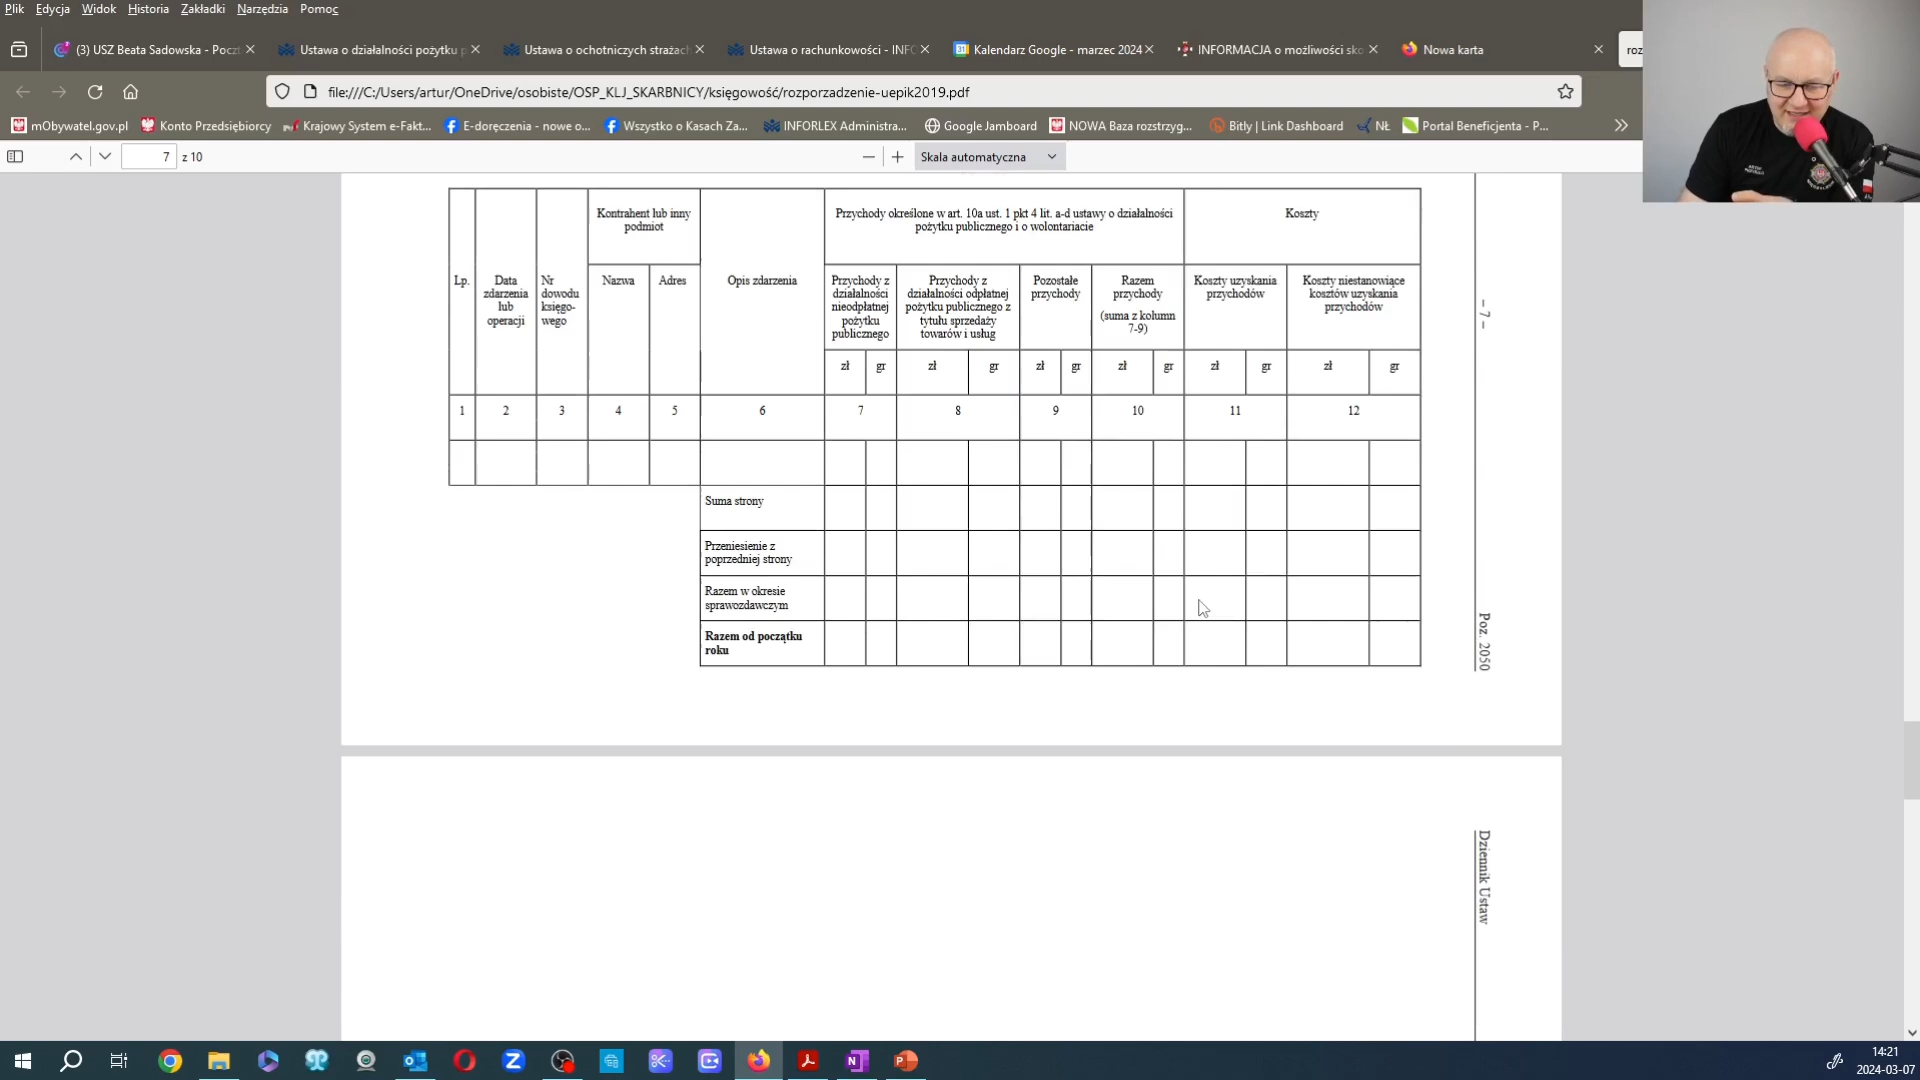 Plik Edycja Widok Historia Zakładki Narzędzia Pomoc
(3) USZ Beata Sadowska - Poczt
Ustawa o działalności pożytku p
Ustawa o ochotniczych strażach
Ustawa o rachunkowości - INFO
Kalendarz Google - marzec 2024
INFORMACJA o możliwości sko
Nowa karta
roz
file:///C:/Users/artur/OneDrive/osobiste/OSP_KLJ_SKARBNICY/księgowość/rozporzadzenie-uepik2019.pdf
mObywatel.gov.pl
Konto Przedsiębiorcy
Krajowy System e-Fakt...
E-doręczenia - nowe o...
Wszystko o Kasach Za...
INFORLEX Administra...
Google Jamboard
NOWA Baza rozstrzyg...
Bitly | Link Dashboard
NŁ
Portal Beneficjenta - P...
7 z 10
Skala automatyczna
Kontrahent lub inny
podmiot
Przychody określone w art. 10a ust. 1 pkt 4 lit. a-d ustawy o działalności
pożytku publicznego i o wolontariacie
Koszty
Lp.
Data
zdarzenia
lub
operacji
Nr
dowodu
księgo-
wego
Nazwa
Adres
Opis zdarzenia
Przychody z
działalności
nieodpłatnej
pożytku
publicznego
Przychody z
działalności odpłatnej
pożytku publicznego z
tytułu sprzedaży
towarów i usług
Pozostałe
przychody
Razem
przychody
(suma z kolumn
7-9)
Koszty uzyskania
przychodów
Koszty niestanowiące
kosztów uzyskania
przychodów
zł gr zł gr zł gr zł gr zł gr zł gr
1 2 3 4 5 6 7 8 9 10 11 12
Suma strony
Przeniesienie z
poprzedniej strony
Razem w okresie
sprawozdawczym
Razem od początku
roku
– 7 –
Poz. 2050
Dziennik Ustaw
14:21
2024-03-07